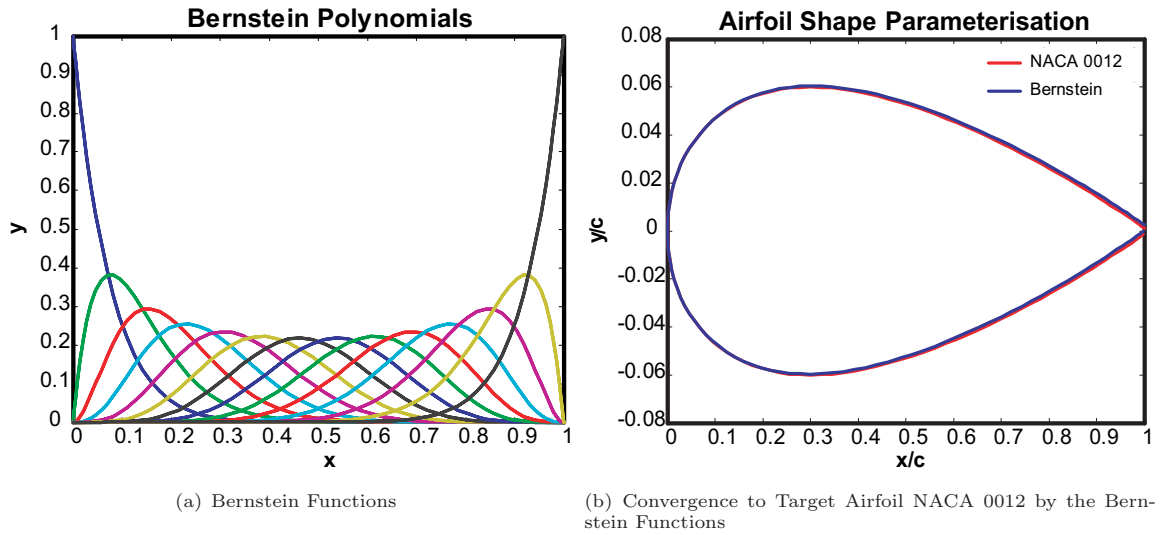 Bernstein Polynomials
1
0.9
0.8
0.7
0.6
0.5
0.4
0.3
0.2
0.1
0
y
0 0.1 0.2 0.3 0.4 0.5 0.6 0.7 0.8 0.9 1
x
(a) Bernstein Functions
Airfoil Shape Parameterisation
0.08
0.06
0.04
0.02
0
-0.02
-0.04
-0.06
-0.08
y/c
NACA 0012
Bernstein
0 0.1 0.2 0.3 0.4 0.5 0.6 0.7 0.8 0.9 1
x/c
(b) Convergence to Target Airfoil NACA 0012 by the Bern-
stein Functions